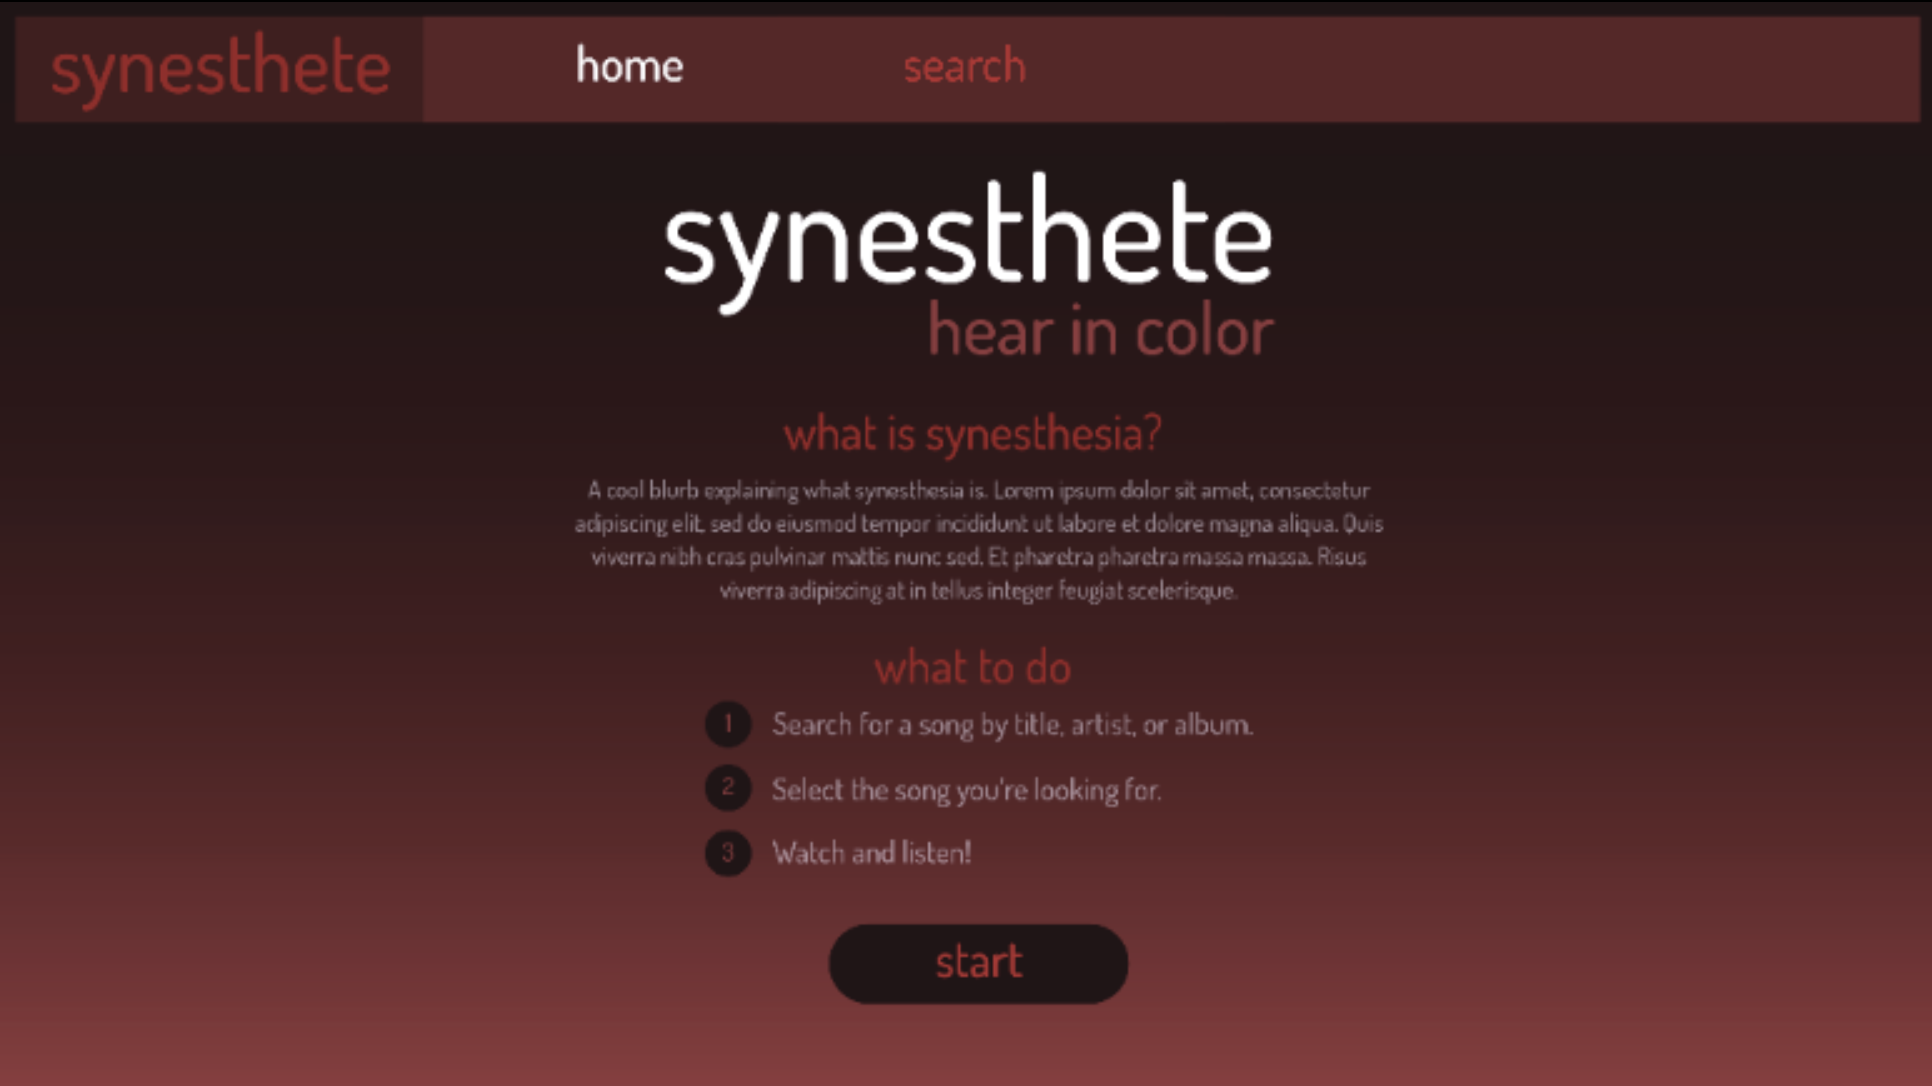 synesthete
home
search
synesthete
hear in color
what is synesthesia?
A cool blurb explaining what synesthesia is. Lorem ipsum dolor sit amet, consectetur
adipiscing elit, sed do eiusmod tempor incididunt ut labore et dolore magna aliqua. Quis
viverra nibh cras pulvinar mattis nunc sed. Et pharetra pharetra massa massa. Risus
viverra adipiscing at in tellus integer feugiat scelerisque.
what to do
1 Search for a song by title, artist, or album.
2 Select the song you're looking for.
3 Watch and listen!
start